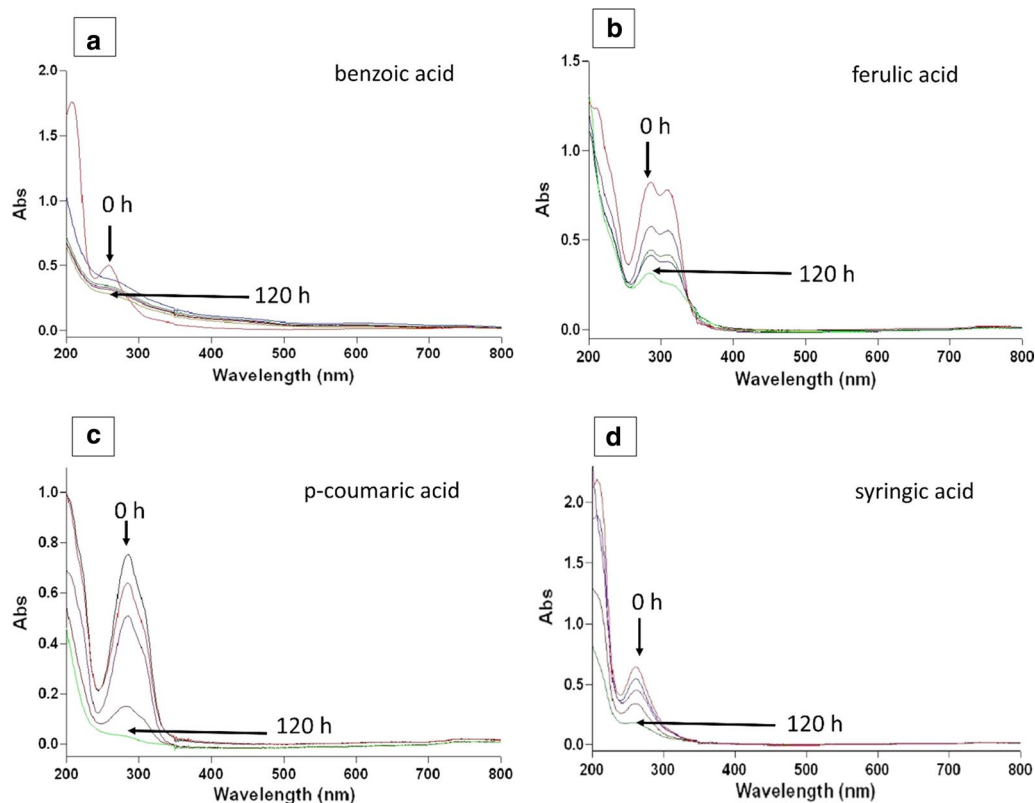 a
benzoic acid
2.0
1.5
1.0
0.5
0.0
Abs
0 h
120 h
200 300 400 500 600 700 800
Wavelength (nm)
b
ferulic acid
1.5
1.0
0.5
0.0
Abs
0 h
120 h
200 300 400 500 600 700 800
Wavelength (nm)
c
p-coumaric acid
1.0
0.8
0.6
0.4
0.2
0.0
Abs
0 h
120 h
200 300 400 500 600 700 800
Wavelength (nm)
d
syringic acid
2.0
1.5
1.0
0.5
0.0
Abs
0 h
120 h
200 300 400 500 600 700 800
Wavelength (nm)